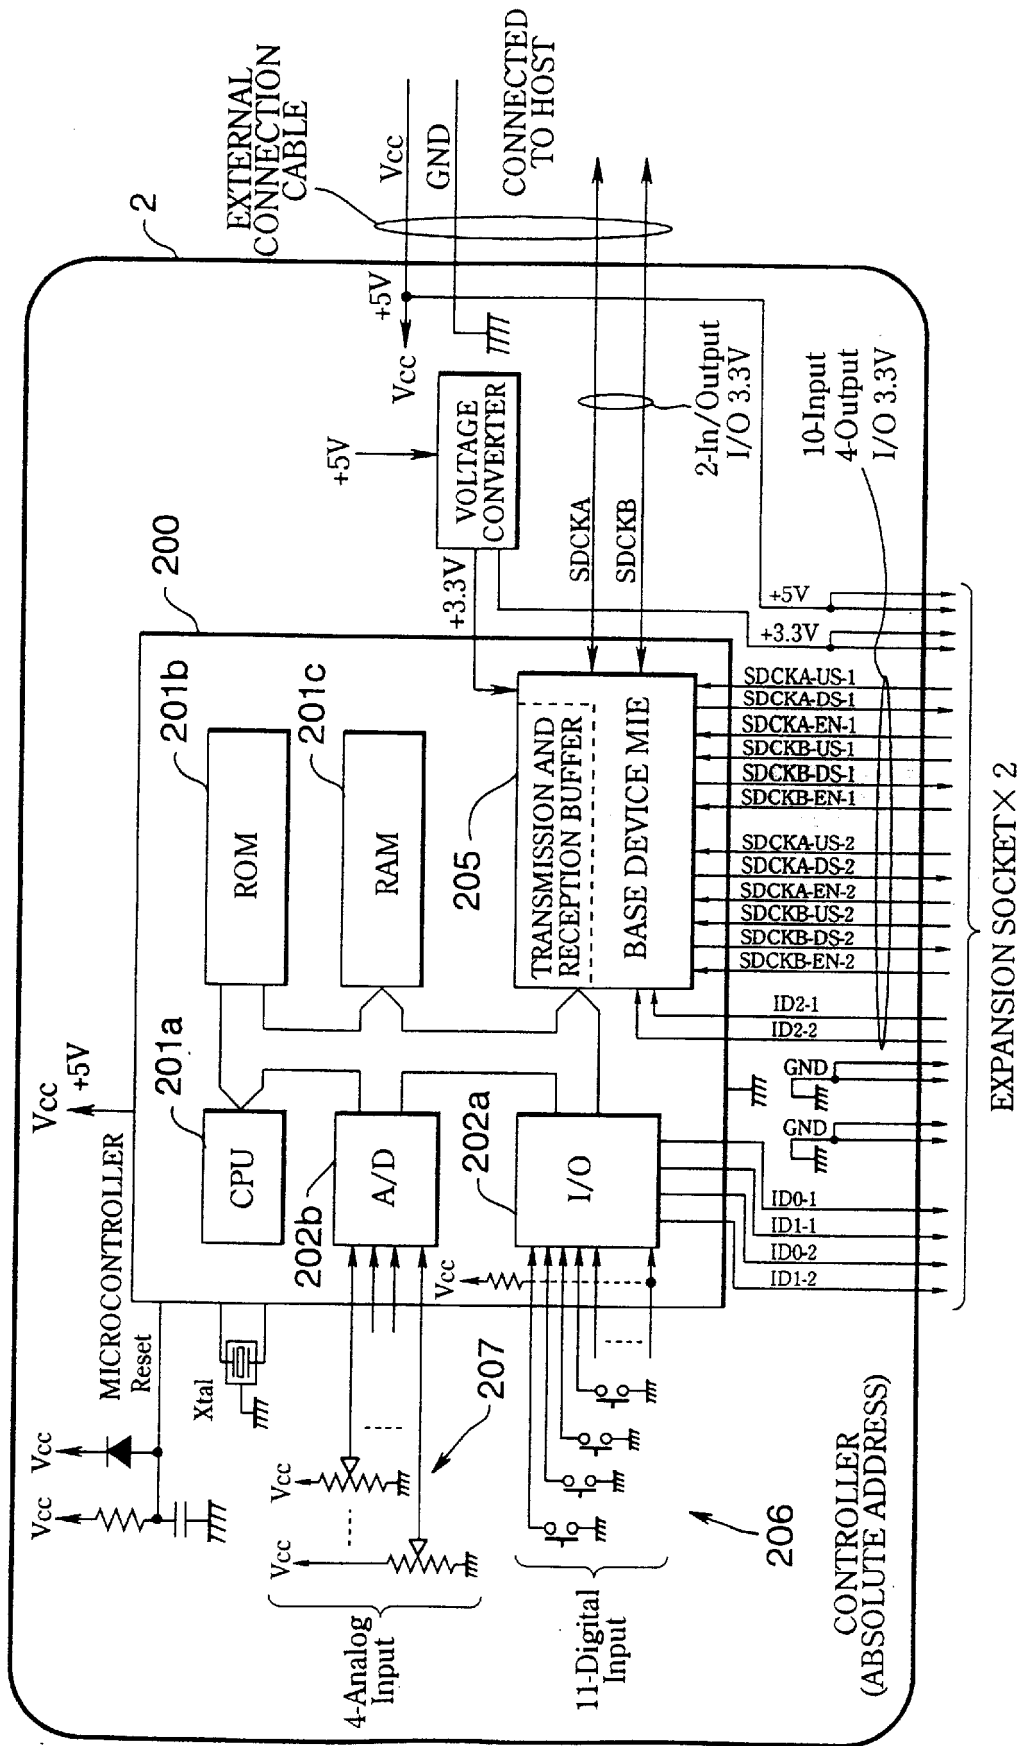 EXTERNAL
CONNECTION
CABLE
Vcc
GND
CONNECTED
TO HOST
2
+5V
Vcc
+5V
VOLTAGE
CONVERTER
+3.3V
SDCKA
SDCKB
2-In/Output
I/O 3.3V
10-Input
4-Output
I/O 3.3V
200
MICROCONTROLLER
Vcc
+5V
201b
ROM
201c
RAM
205
TRANSMISSION AND
RECEPTION BUFFER
BASE DEVICE MIE
201a
CPU
202b
A/D
202a
I/O
Reset
Xtal
Vcc
Vcc
Vcc
Vcc
Vcc
207
206
4-Analog
Input
11-Digital
Input
CONTROLLER
(ABSOLUTE ADDRESS)
+5V
+3.3V
SDCKA-US-1
SDCKA-DS-1
SDCKA-EN-1
SDCKB-US-1
SDCKB-DS-1
SDCKB-EN-1
SDCKA-US-2
SDCKA-DS-2
SDCKA-EN-2
SDCKB-US-2
SDCKB-DS-2
SDCKB-EN-2
ID2-1
ID2-2
GND
GND
ID0-1
ID1-1
ID0-2
ID1-2
EXPANSION SOCKET×2